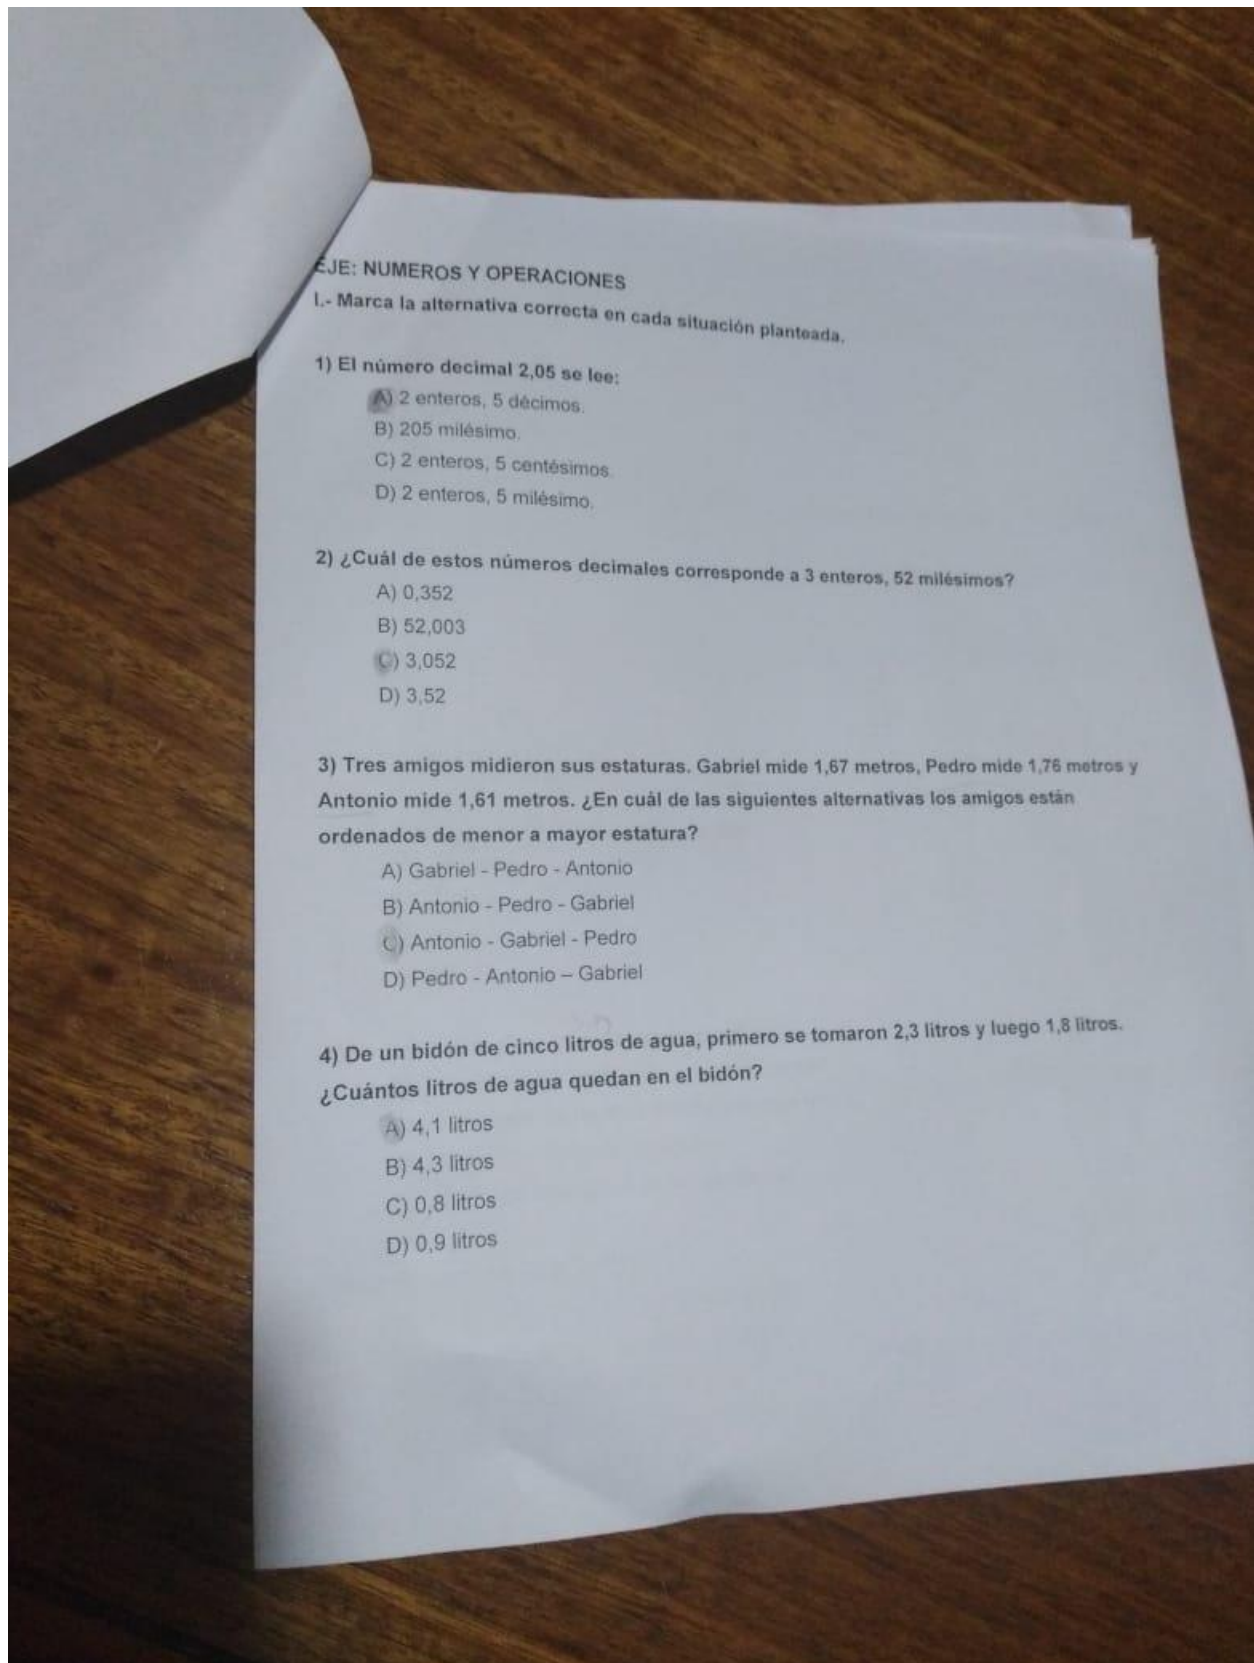 EJE: NUMEROS Y OPERACIONES
I.- Marca la alternativa correcta en cada situación planteada.
1) El número decimal 2,05 se lee:
A) 2 enteros, 5 décimos.
B) 205 milésimo.
C) 2 enteros, 5 centésimos.
D) 2 enteros, 5 milésimo.
2) ¿Cuál de estos números decimales corresponde a 3 enteros, 52 milésimos?
A) 0,352
B) 52,003
C) 3,052
D) 3,52
3) Tres amigos midieron sus estaturas. Gabriel mide 1,67 metros, Pedro mide 1,76 metros y
Antonio mide 1,61 metros. ¿En cuál de las siguientes alternativas los amigos están
ordenados de menor a mayor estatura?
A) Gabriel - Pedro - Antonio
B) Antonio - Pedro - Gabriel
C) Antonio - Gabriel - Pedro
D) Pedro - Antonio – Gabriel
4) De un bidón de cinco litros de agua, primero se tomaron 2,3 litros y luego 1,8 litros.
¿Cuántos litros de agua quedan en el bidón?
A) 4,1 litros
B) 4,3 litros
C) 0,8 litros
D) 0,9 litros